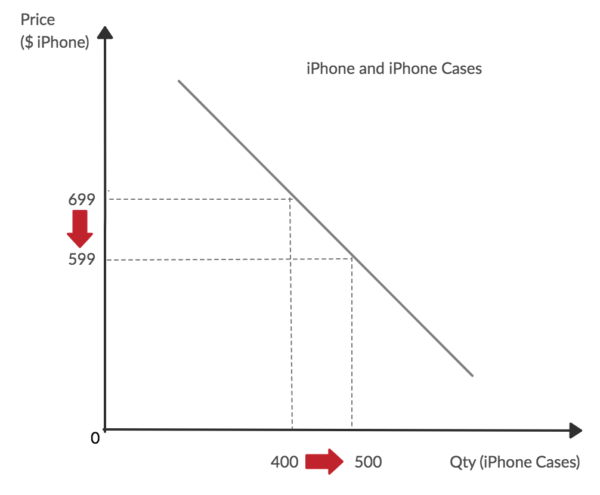 Price
($ iPhone)
iPhone and iPhone Cases
699
599
0
400 500 Qty (iPhone Cases)